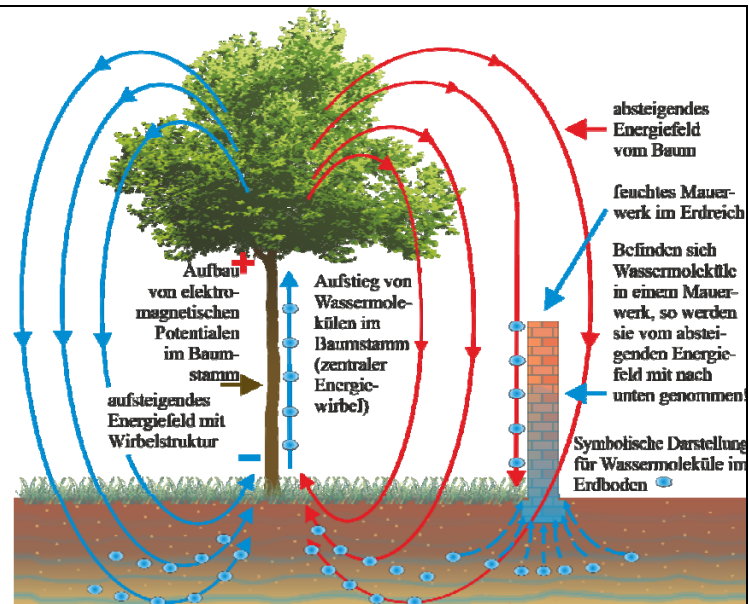 absteigendes
Energiefeld
vom Baum
feuchtes Mauer-
werk im Erdreich
Befinden sich
Wassermoleküle
in einem Mauer-
werk, so werden
sie vom abstei-
genden Energie-
feld mit nach
unten genommen!
Symbolische Darstellung
für Wassermoleküle im
Erdboden
+
Aufbau
von elektro-
magnetischen
Potentialen
im Baum-
stamm
aufsteigendes
Energiefeld mit
Wirbelstruktur
Aufstieg von
Wassermole-
külen im
Baumstamm
(zentraler
Energie-
wirbel)
–